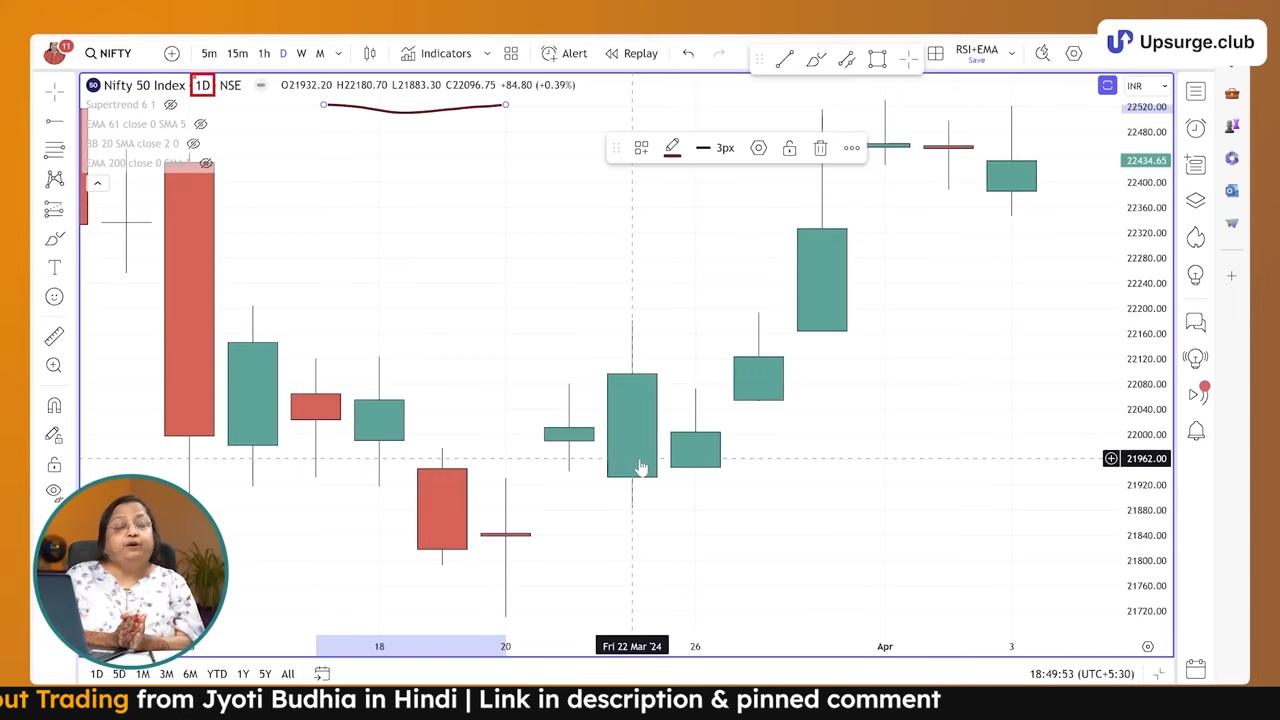 Upsurge.club
11
NIFTY
5m 15m 1h D W M
Indicators
Alert
Replay
RSI+EMA
Save
50 Nifty 50 Index 1D NSE O21932.20 H22180.70 L21883.30 C22096.75 +84.80 (+0.39%)
INR
Supertrend 6 1
EMA 61 close 0 SMA 5
BB 20 SMA close 2 0
EMA 200 close 0 SMA 5
3px
22520.00
22480.00
22434.65
22400.00
22360.00
22320.00
22280.00
22240.00
22200.00
22160.00
22120.00
22080.00
22040.00
22000.00
21962.00
21920.00
21880.00
21840.00
21800.00
21760.00
21720.00
18 20 Fri 22 Mar '24 26 Apr 3
1D 5D 1M 3M 6M YTD 1Y 5Y All
18:49:53 (UTC+5:30)
out Trading from Jyoti Budhia in Hindi | Link in description & pinned comment